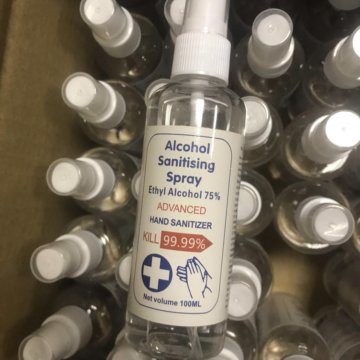 Alcohol
Sanitising
Spray
Ethyl Alcohol 75%
ADVANCED
HAND SANITIZER
KILL 99.99%
Net volume 100ML